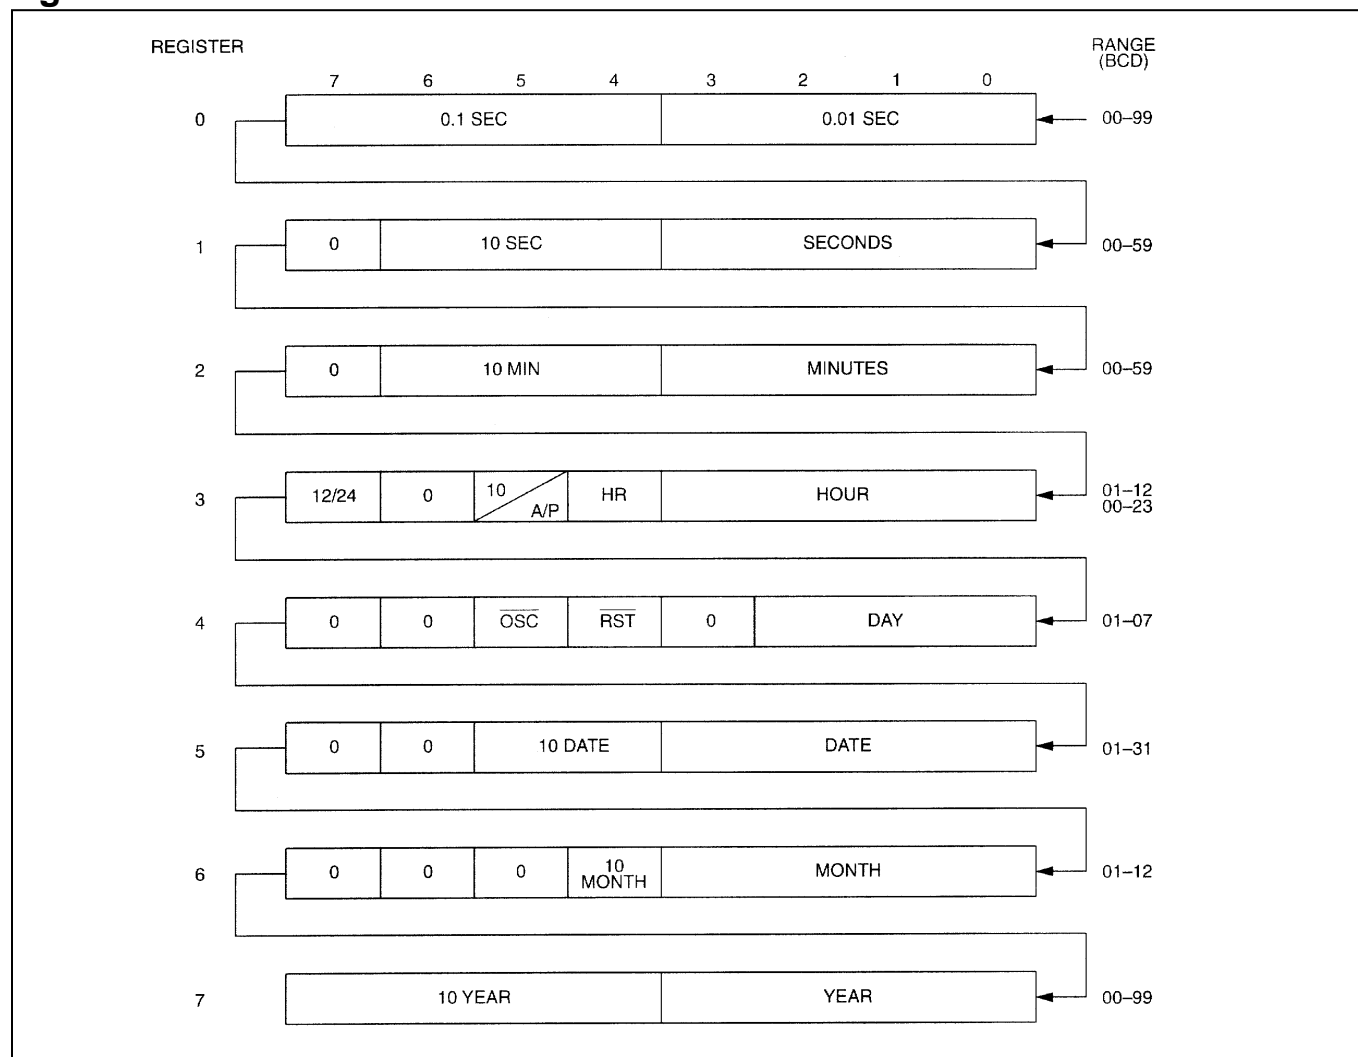 REGISTER
RANGE
(BCD)
7 6 5 4 3 2 1 0
0 0.1 SEC 0.01 SEC 00–99
1 0 10 SEC SECONDS 00–59
2 0 10 MIN MINUTES 00–59
3 12/24 0 10 A/P HR HOUR 01–12
00–23
4 0 0 OSC RST 0 DAY 01–07
5 0 0 10 DATE DATE 01–31
6 0 0 0 10 MONTH MONTH 01–12
7 10 YEAR YEAR 00–99